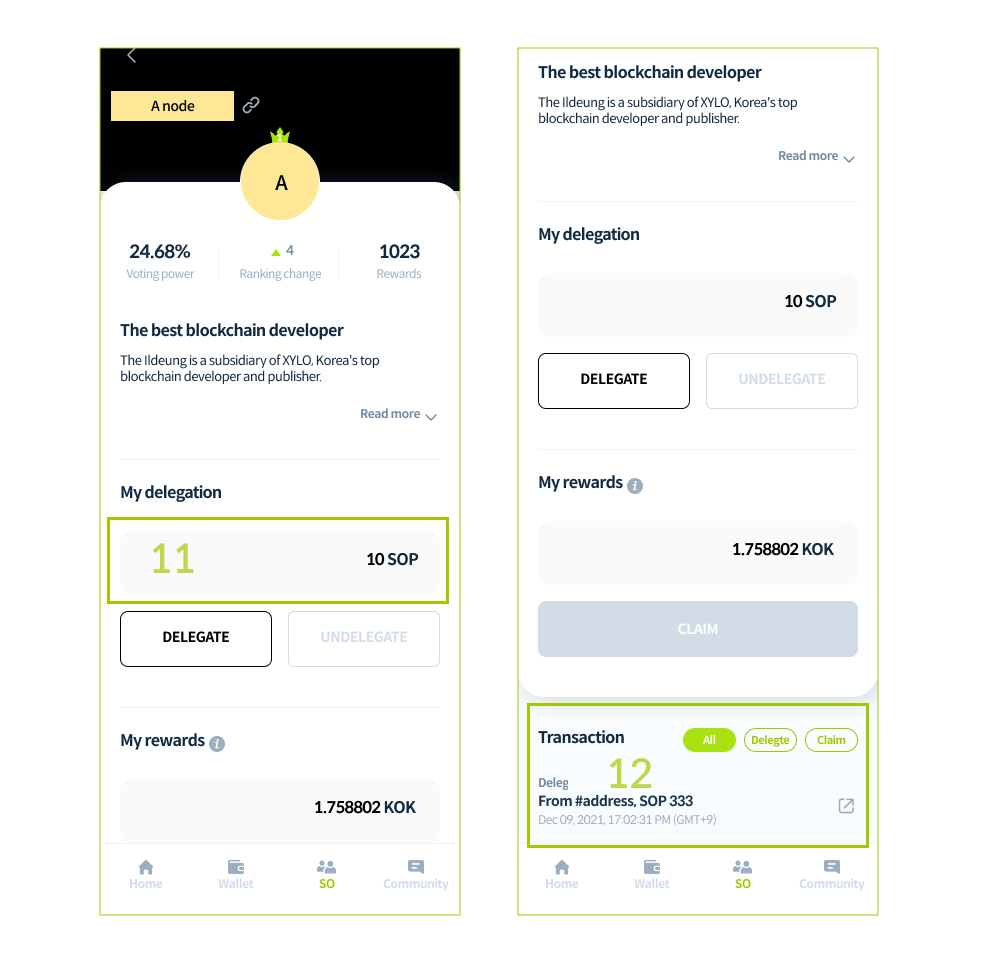 A node
1
A
24.68%
Voting power
4
Ranking change
1023
Rewards
The best blockchain developer
The Ildeung is a subsidiary of XYLO, Korea's top
blockchain developer and publisher.
Read more
My delegation
11
10 SOP
DELEGATE
UNDELEGATE
My rewards i
1.758802 KOK
Home
Wallet
SO
Community
The best blockchain developer
The Ildeung is a subsidiary of XYLO, Korea's top
blockchain developer and publisher.
Read more
My delegation
10 SOP
DELEGATE
UNDELEGATE
My rewards i
1.758802 KOK
CLAIM
Transaction
All
Delegte
Claim
12
Deleg
From #address, SOP 333
Dec 09, 2021, 17:02:31 PM (GMT+9)
Home
Wallet
SO
Community